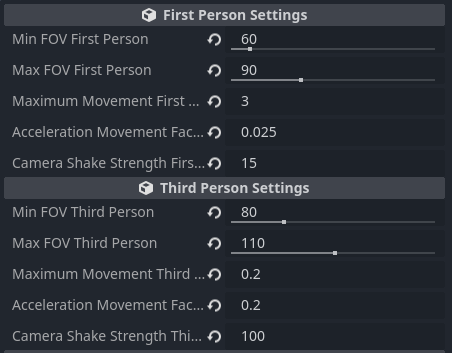 First Person Settings
Min FOV First Person 60
Max FOV First Person 90
Maximum Movement First ... 3
Acceleration Movement Fac... 0.025
Camera Shake Strength Firs... 15
Third Person Settings
Min FOV Third Person 80
Max FOV Third Person 110
Maximum Movement Third ... 0.2
Acceleration Movement Fac... 0.2
Camera Shake Strength Thi... 100